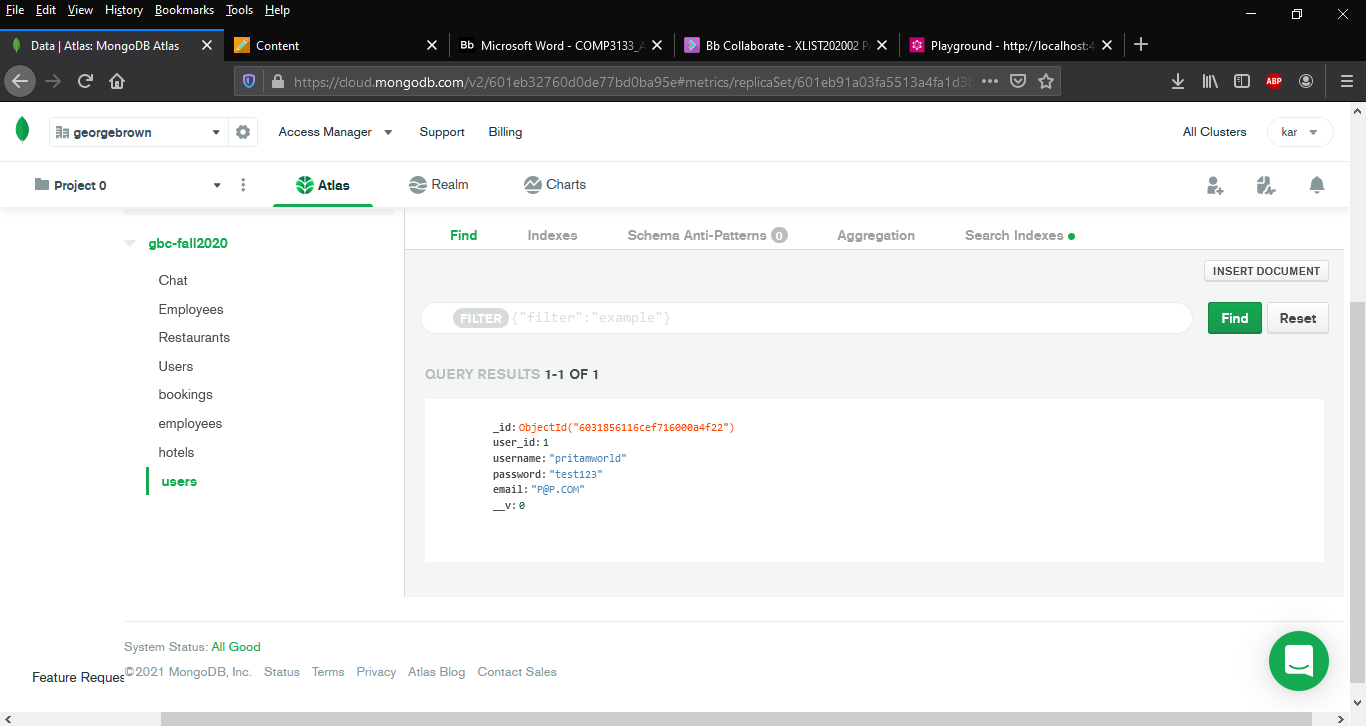 File Edit View History Bookmarks Tools Help
Data | Atlas: MongoDB Atlas
Content
Bb Microsoft Word - COMP3133_A
Bb Collaborate - XLIST202002 P
Playground - http://localhost:4
https://cloud.mongodb.com/v2/601eb32760d0de77bd0ba95e#metrics/replicaSet/601eb91a03fa5513a4fa1d3
ABP
georgebrown
Access Manager
Support
Billing
All Clusters
kar
Project 0
Atlas
Realm
Charts
gbc-fall2020
Chat
Employees
Restaurants
Users
bookings
employees
hotels
users
Find
Indexes
Schema Anti-Patterns 0
Aggregation
Search Indexes
INSERT DOCUMENT
FILTER {"filter":"example"}
Find
Reset
QUERY RESULTS 1-1 OF 1
_id: ObjectId("6031856116cef716000a4f22")
user_id: 1
username: "pritamworld"
password: "test123"
email: "P@P.COM"
__v: 0
System Status: All Good
Feature Reques
©2021 MongoDB, Inc. Status Terms Privacy Atlas Blog Contact Sales